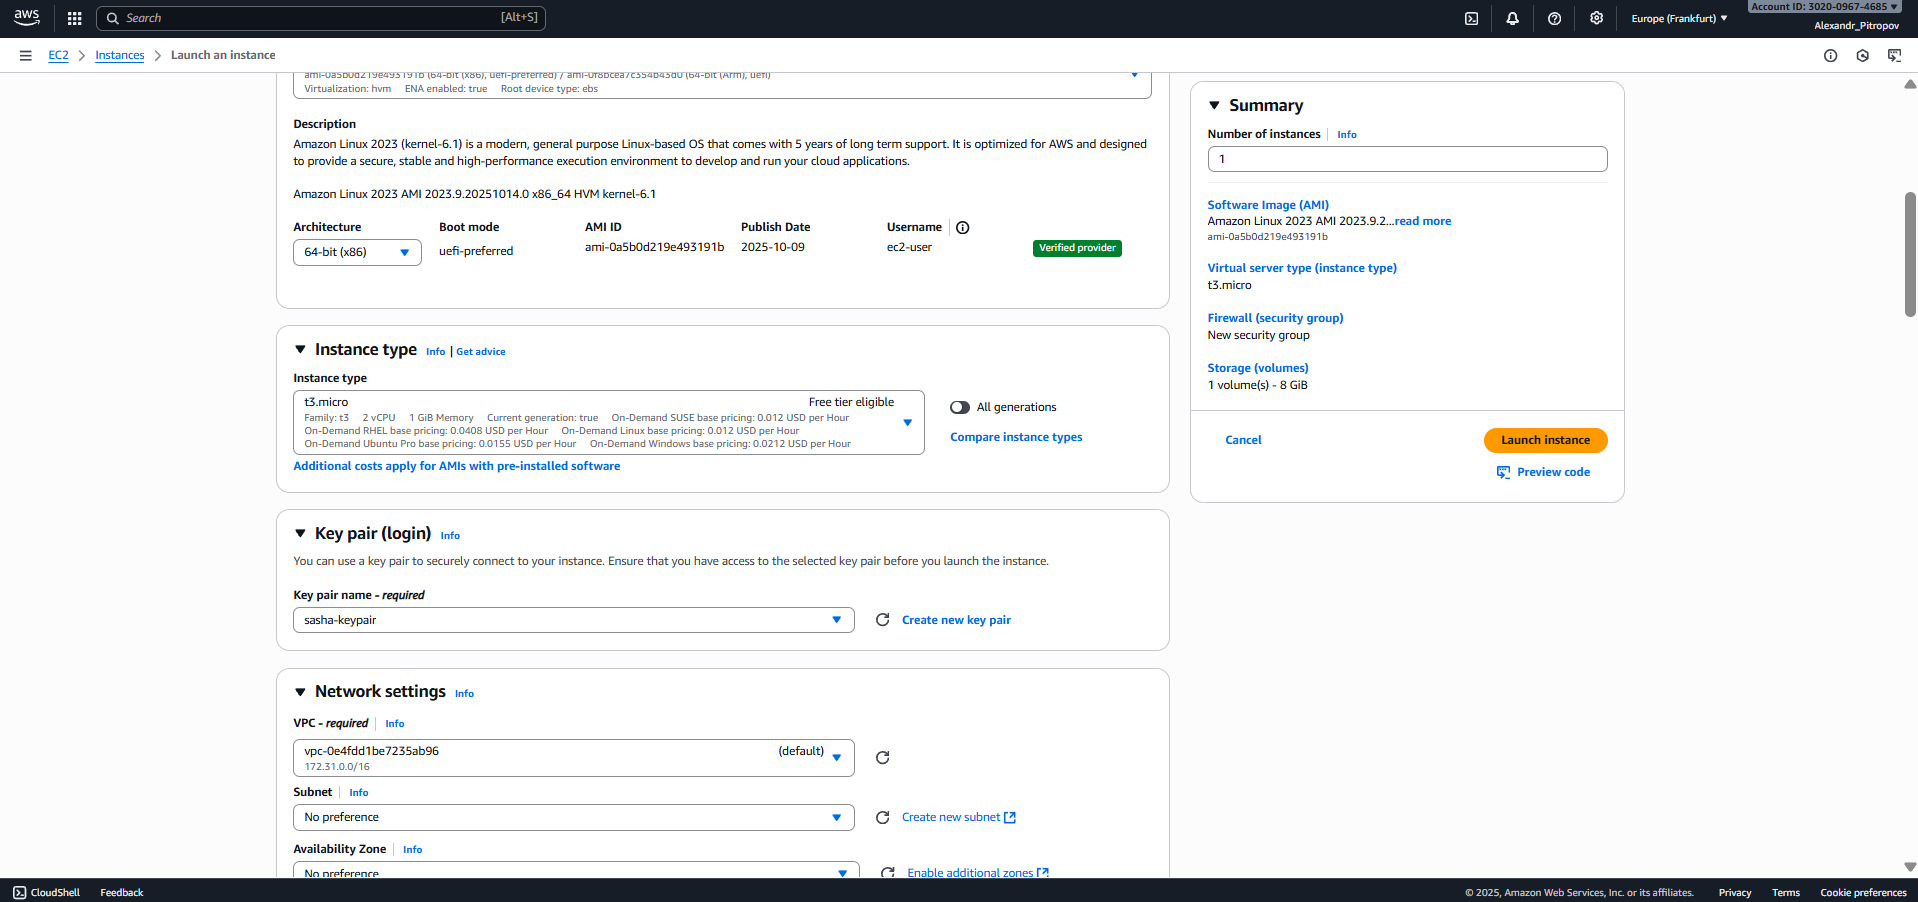 aws
Search
[Alt+S]
Europe (Frankfurt)
Account ID: 3020-0967-4685
Alexandr_Pitropov
EC2
Instances
Launch an instance
ami-0a5b0d219e493191b (64-bit (x86), uefi-preferred) / ami-0f8bcea7c354b43d0 (64-bit (Arm), uefi)
Virtualization: hvm ENA enabled: true Root device type: ebs
Description
Amazon Linux 2023 (kernel-6.1) is a modern, general purpose Linux-based OS that comes with 5 years of long term support. It is optimized for AWS and designed
to provide a secure, stable and high-performance execution environment to develop and run your cloud applications.
Amazon Linux 2023 AMI 2023.9.20251014.0 x86_64 HVM kernel-6.1
Architecture Boot mode AMI ID Publish Date Username
64-bit (x86) uefi-preferred ami-0a5b0d219e493191b 2025-10-09 ec2-user Verified provider
Instance type Info | Get advice
Instance type
t3.micro Free tier eligible
Family: t3 2 vCPU 1 GiB Memory Current generation: true On-Demand SUSE base pricing: 0.012 USD per Hour
On-Demand RHEL base pricing: 0.0408 USD per Hour On-Demand Linux base pricing: 0.012 USD per Hour
On-Demand Ubuntu Pro base pricing: 0.0155 USD per Hour On-Demand Windows base pricing: 0.0212 USD per Hour
All generations
Compare instance types
Additional costs apply for AMIs with pre-installed software
Key pair (login) Info
You can use a key pair to securely connect to your instance. Ensure that you have access to the selected key pair before you launch the instance.
Key pair name - required
sasha-keypair
Create new key pair
Network settings Info
VPC - required Info
vpc-0e4fdd1be7235ab96 (default)
172.31.0.0/16
Subnet Info
No preference
Create new subnet
Availability Zone Info
No preference
Enable additional zones
Summary
Number of instances Info
1
Software Image (AMI)
Amazon Linux 2023 AMI 2023.9.2...read more
ami-0a5b0d219e493191b
Virtual server type (instance type)
t3.micro
Firewall (security group)
New security group
Storage (volumes)
1 volume(s) - 8 GiB
Cancel
Launch instance
Preview code
CloudShell Feedback
© 2025, Amazon Web Services, Inc. or its affiliates. Privacy Terms Cookie preferences